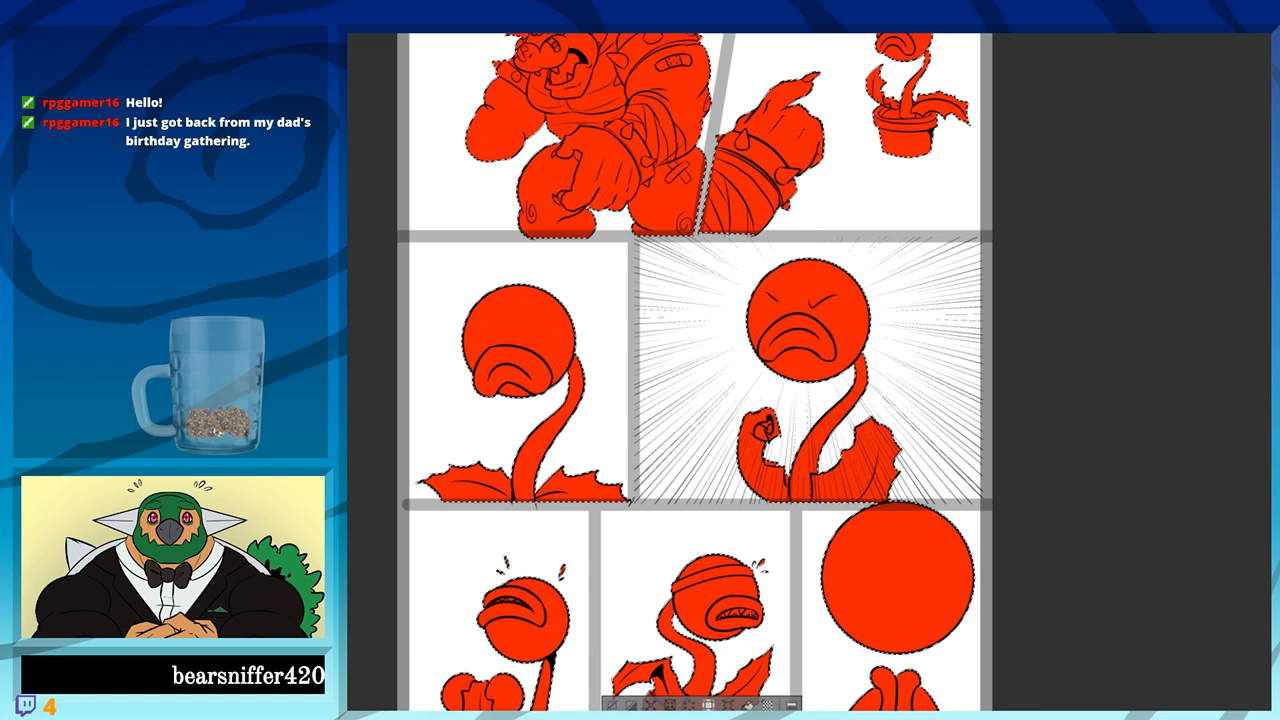 rpggamer16 Hello!
rpggamer16 I just got back from my dad's
birthday gathering.
bearsniffer420
4